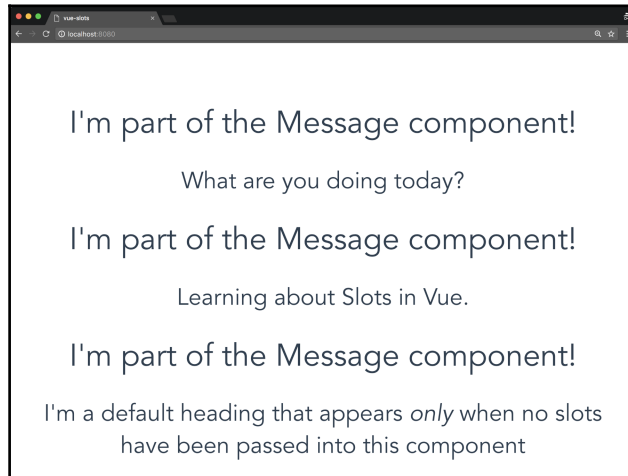 vue-slots
localhost:8080
I'm part of the Message component!
What are you doing today?
I'm part of the Message component!
Learning about Slots in Vue.
I'm part of the Message component!
I'm a default heading that appears only when no slots
have been passed into this component